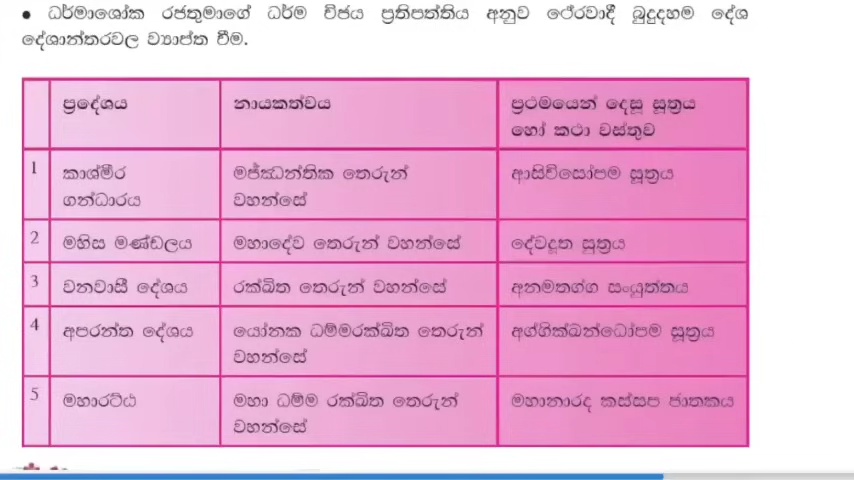 • ධර්මාශෝක රජතුමාගේ ධර්ම විජය ප්‍රතිපත්තිය අනුව ථේරවාදී බුදුදහම දේශ
දේශාන්තරවල ව්‍යාප්ත වීම.
ප්‍රදේශය නායකත්වය ප්‍රථමයෙන් දෙසූ සූත්‍රය
හෝ කථා වස්තුව
1 කාශ්මීර මජ්ඣන්තික තෙරුන් ආසිවිසෝපම සූත්‍රය
ගන්ධාරය වහන්සේ
2 මහිස මණ්ඩලය මහාදේව තෙරුන් වහන්සේ දේවදූත සූත්‍රය
3 වනවාසී දේශය රක්ඛිත තෙරුන් වහන්සේ අනමතග්ග සංයුත්තය
4 අපරන්ත දේශය යෝනක ධම්මරක්ඛිත තෙරුන් අග්ගික්ඛන්ධෝපම සූත්‍රය
වහන්සේ
5 මහාරට්ඨ මහා ධම්ම රක්ඛිත තෙරුන් මහානාරද කස්සප ජාතකය
වහන්සේ